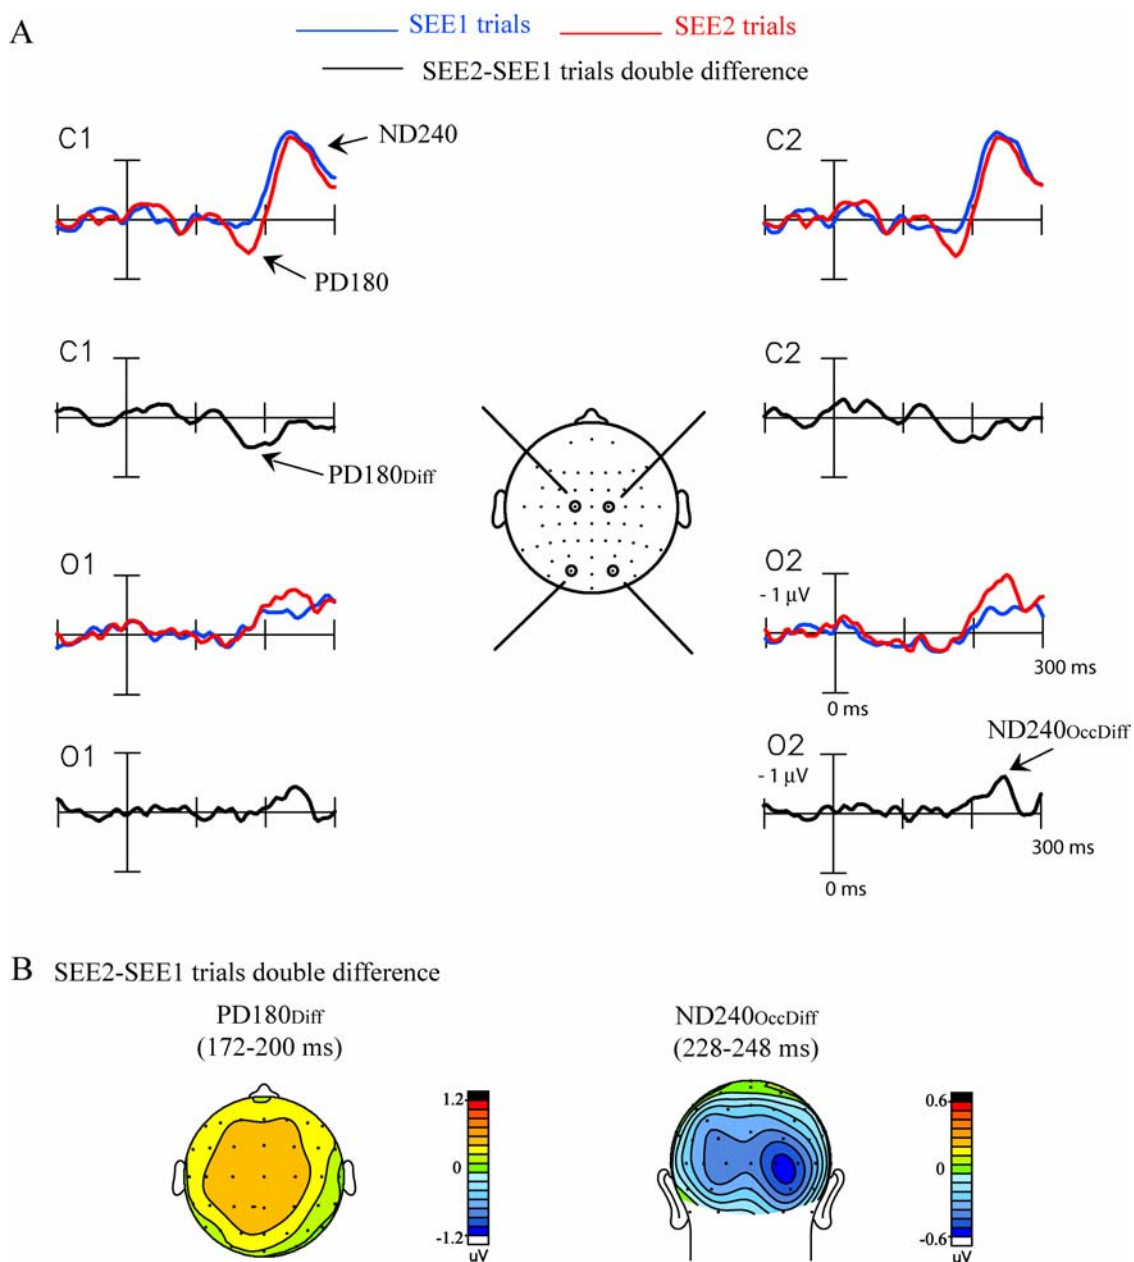 A
SEE1 trials SEE2 trials
SEE2-SEE1 trials double difference
C1
ND240
PD180
C2
C1
PD180Diff
C2
O1
O2
- 1 µV
300 ms
0 ms
O1
O2
- 1 µV
ND240OccDiff
300 ms
0 ms
B SEE2-SEE1 trials double difference
PD180Diff
(172-200 ms)
1.2
0
-1.2
uV
ND240OccDiff
(228-248 ms)
0.6
0
-0.6
uV